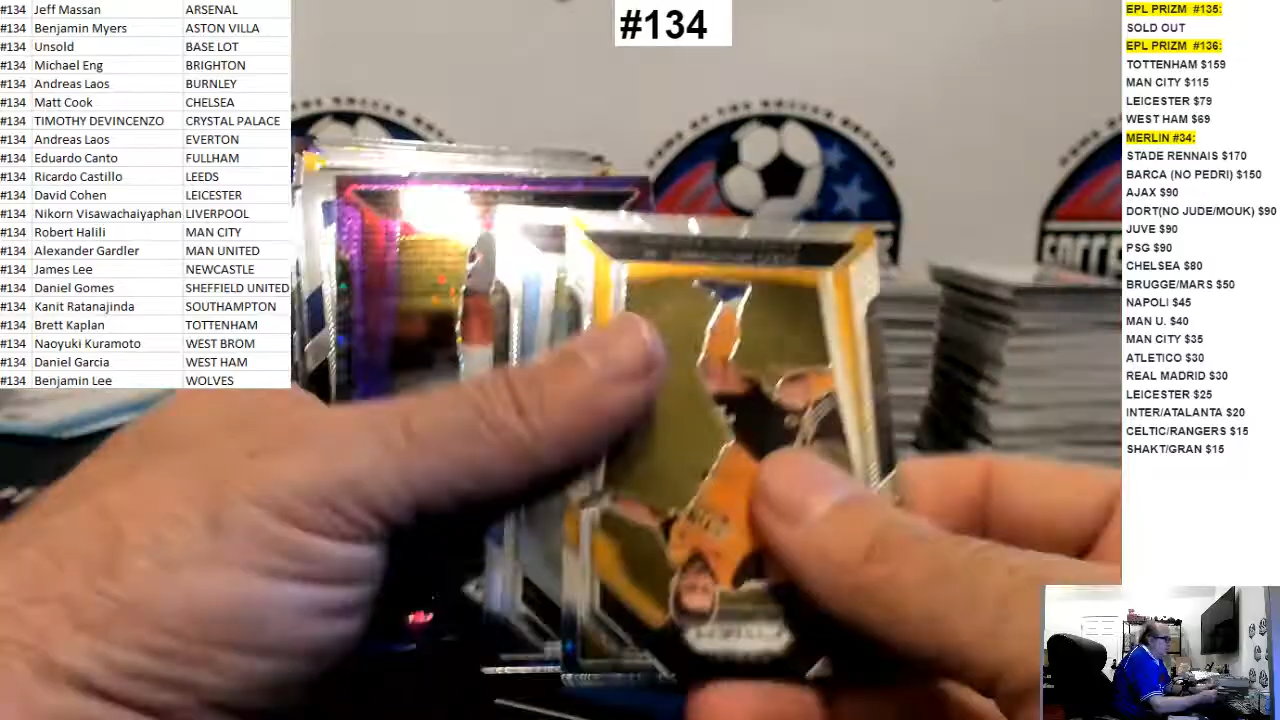 #134 Jeff Massan ARSENAL
#134 Benjamin Myers ASTON VILLA
#134 Unsold BASE LOT
#134 Michael Eng BRIGHTON
#134 Andreas Laos BURNLEY
#134 Matt Cook CHELSEA
#134 TIMOTHY DEVINCENZO CRYSTAL PALACE
#134 Andreas Laos EVERTON
#134 Eduardo Canto FULLHAM
#134 Ricardo Castillo LEEDS
#134 David Cohen LEICESTER
#134 Nikorn Visawachaiyaphan LIVERPOOL
#134 Robert Halili MAN CITY
#134 Alexander Gardler MAN UNITED
#134 James Lee NEWCASTLE
#134 Daniel Gomes SHEFFIELD UNITED
#134 Kanit Ratanajinda SOUTHAMPTON
#134 Brett Kaplan TOTTENHAM
#134 Naoyuki Kuramoto WEST BROM
#134 Daniel Garcia WEST HAM
#134 Benjamin Lee WOLVES
#134
EPL PRIZM #135:
SOLD OUT
EPL PRIZM #136:
TOTTENHAM $159
MAN CITY $115
LEICESTER $79
WEST HAM $69
MERLIN #34:
STADE RENNAIS $170
BARCA (NO PEDRI) $150
AJAX $90
DORT(NO JUDE/MOUK) $90
JUVE $90
PSG $90
CHELSEA $80
BRUGGE/MARS $50
NAPOLI $45
MAN U. $40
MAN CITY $35
ATLETICO $30
REAL MADRID $30
LEICESTER $25
INTER/ATALANTA $20
CELTIC/RANGERS $15
SHAKT/GRAN $15